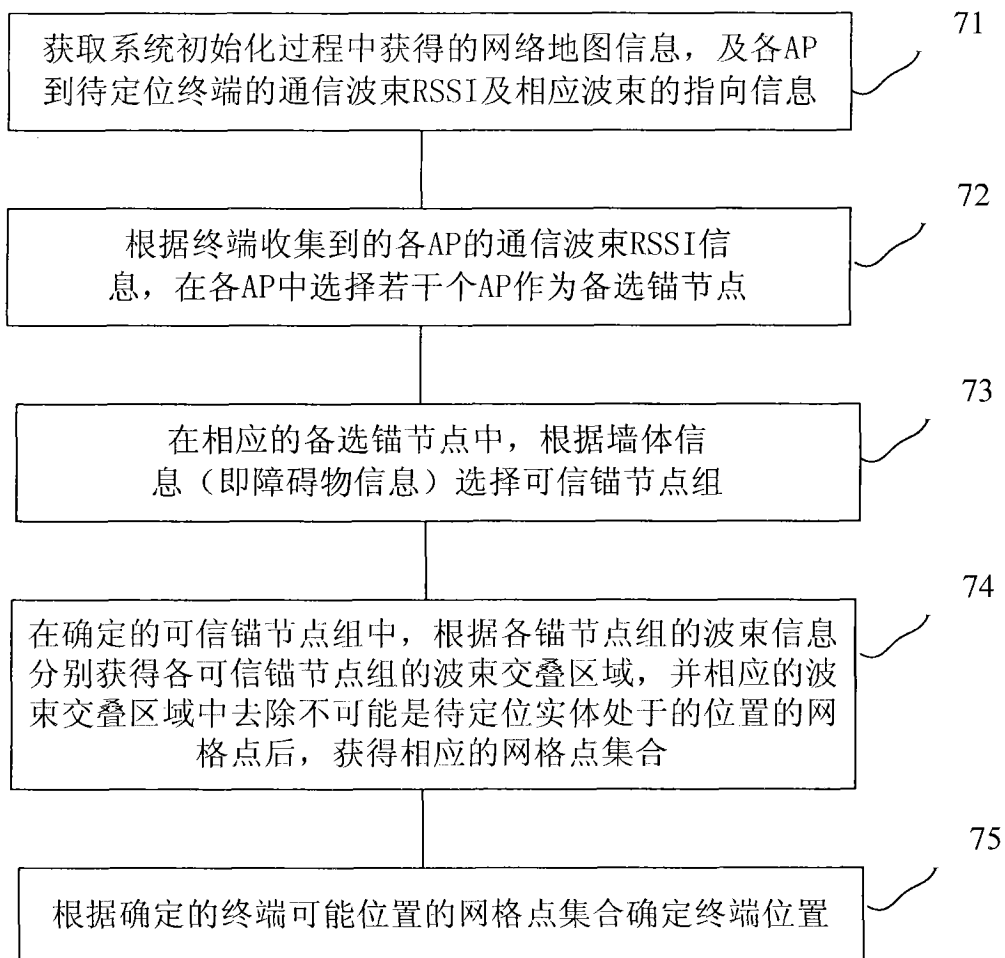 获取系统初始化过程中获得的网络地图信息，及各AP
到待定位终端的通信波束RSSI及相应波束的指向信息
71
根据终端收集到的各AP的通信波束RSSI信
息，在各AP中选择若干个AP作为备选锚节点
72
在相应的备选锚节点中，根据墙体信
息（即障碍物信息）选择可信锚节点组
73
在确定的可信锚节点组中，根据各锚节点组的波束信息
分别获得各可信锚节点组的波束交叠区域，并相应的波
束交叠区域中去除不可能是待定位实体处于的位置的网
格点后，获得相应的网格点集合
74
根据确定的终端可能位置的网格点集合确定终端位置
75